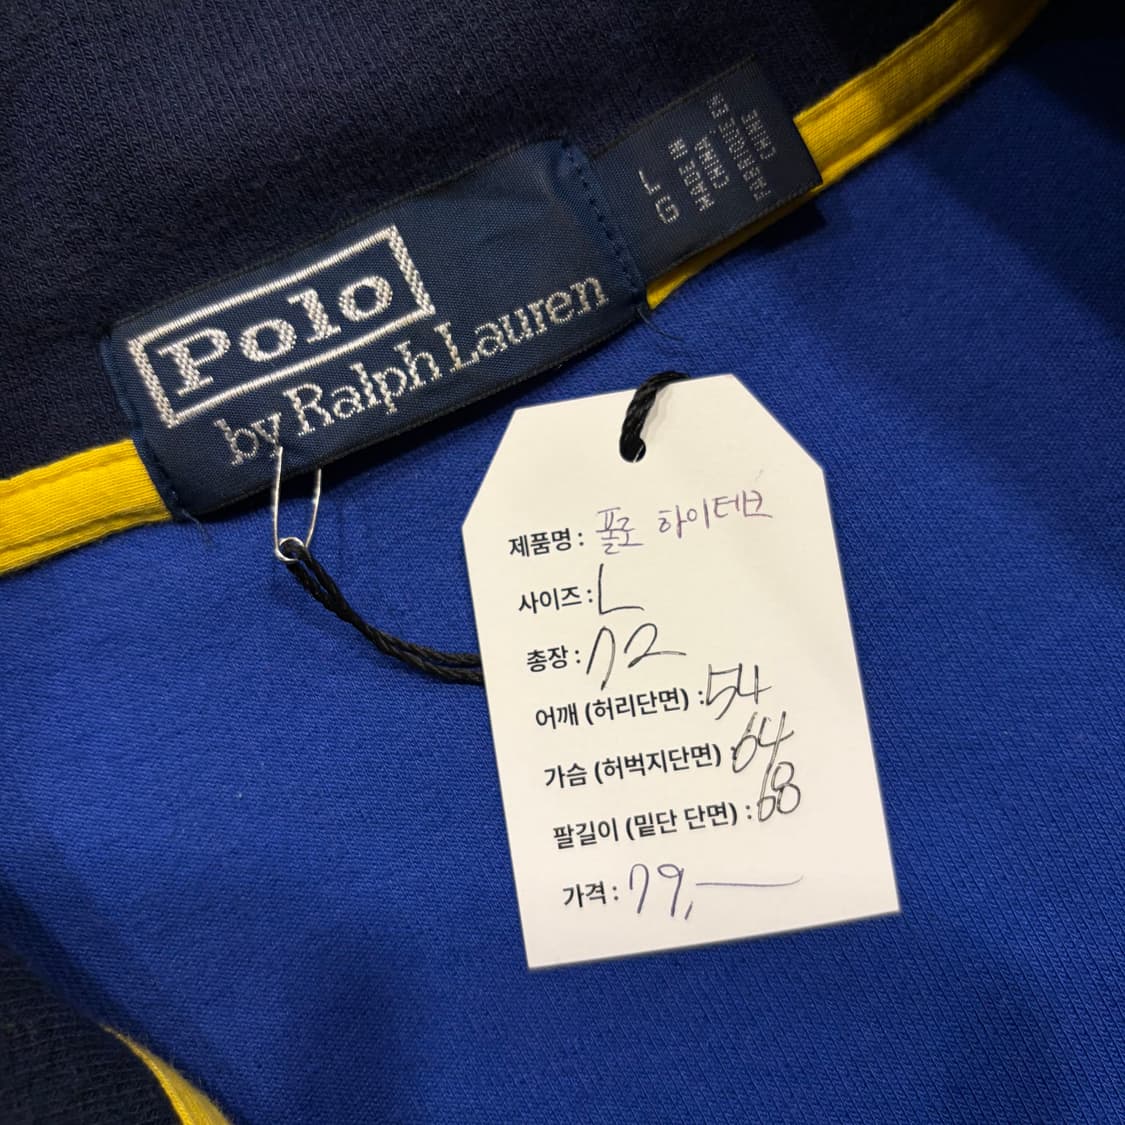 Polo
by Ralph Lauren
L
G
제품명 : 폴로 하이테크
사이즈 : L
총장 : 72
어깨 (허리단면) : 54
가슴 (허벅지단면) : 64
팔길이 (밑단 단면) : 68
가격 : 79,—